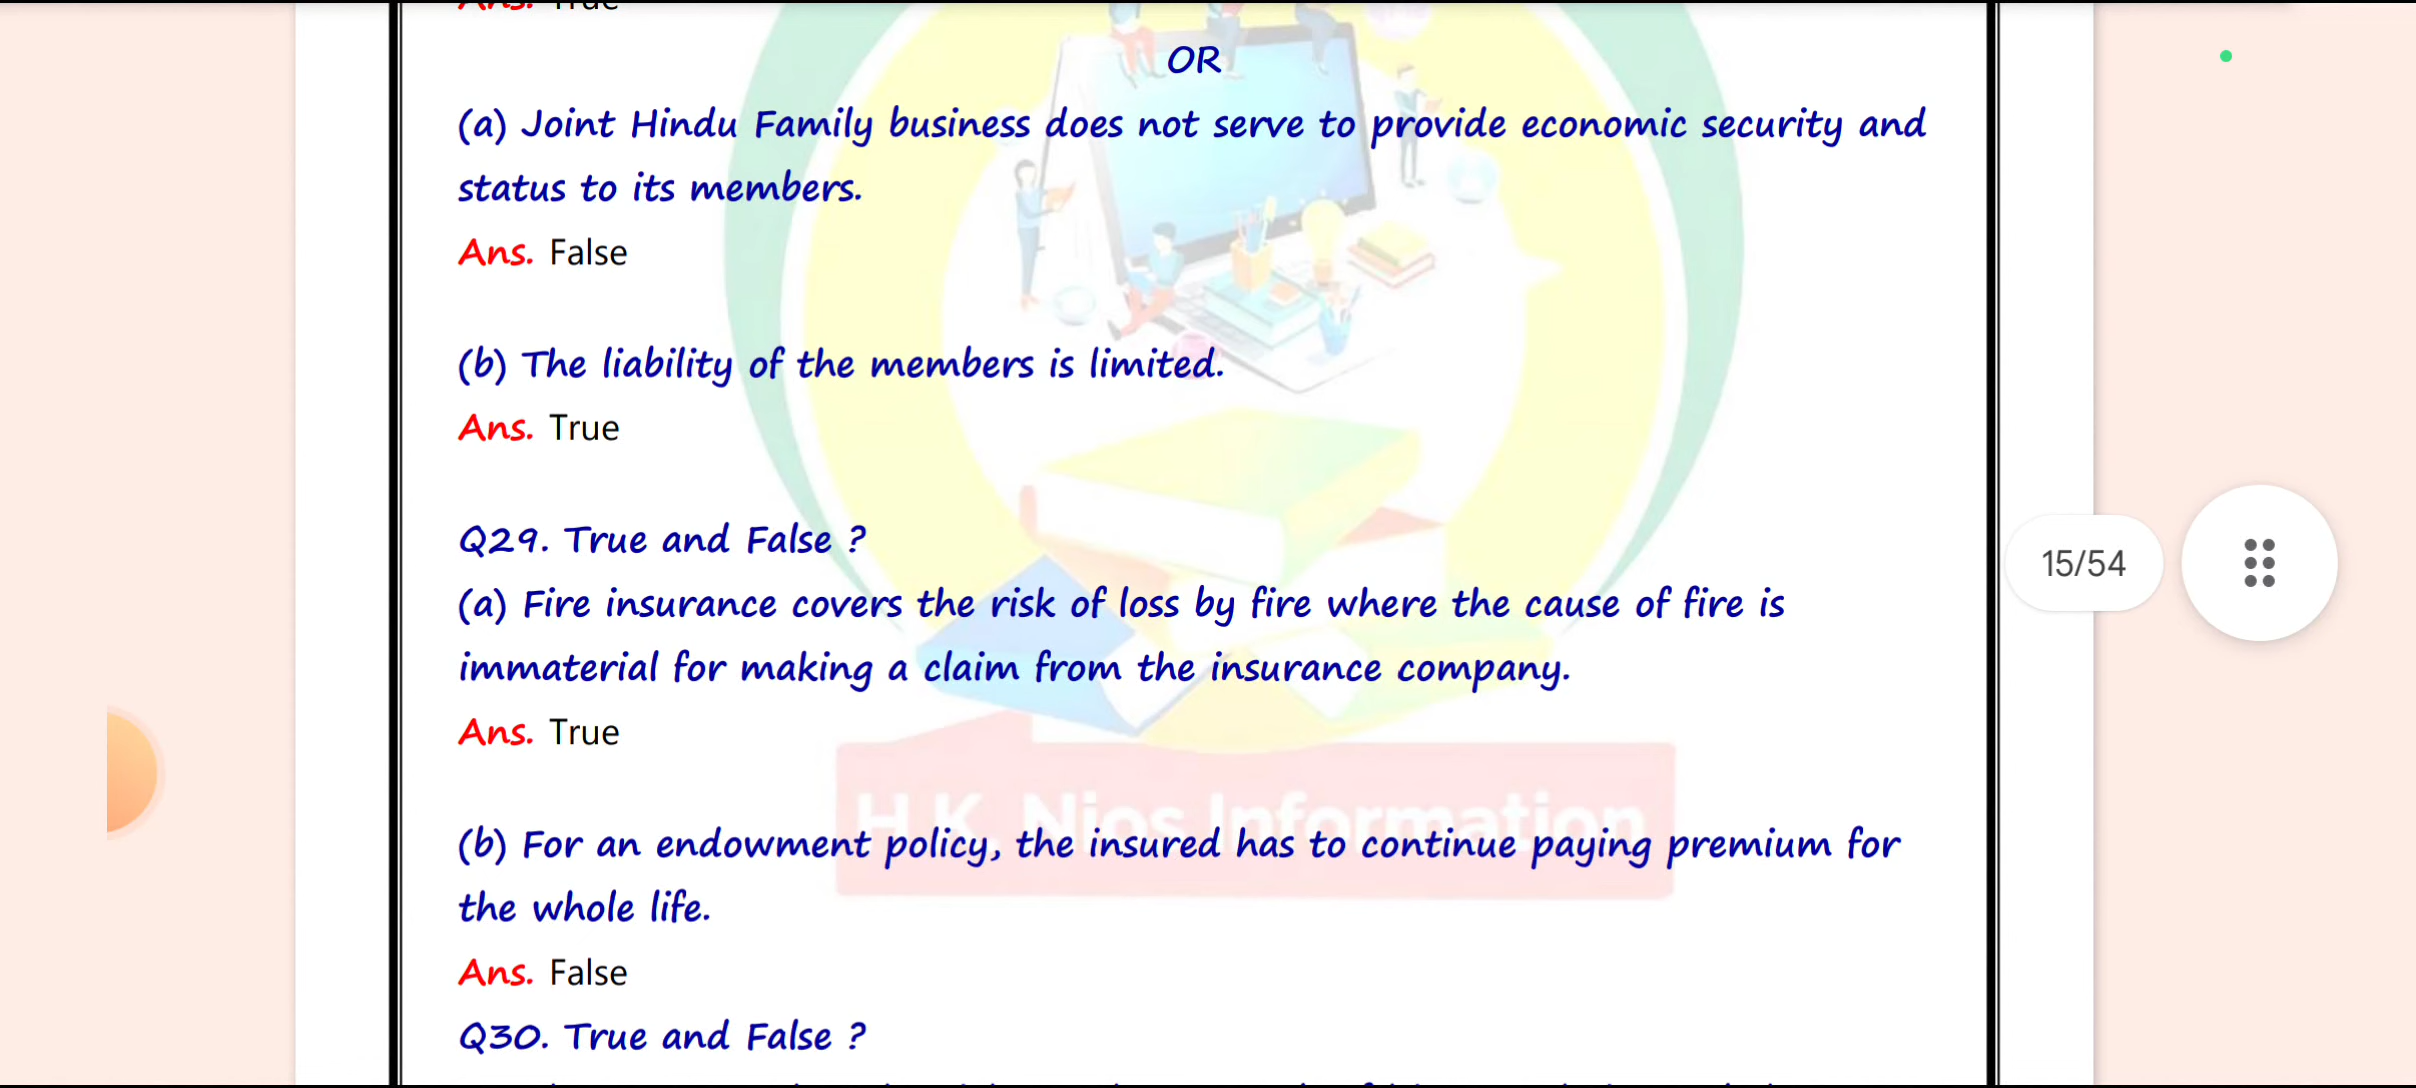 Ans. True
OR
(a) Joint Hindu Family business does not serve to provide economic security and
status to its members.
Ans. False
(b) The liability of the members is limited.
Ans. True
Q29. True and False ?
(a) Fire insurance covers the risk of loss by fire where the cause of fire is
immaterial for making a claim from the insurance company.
Ans. True
15/54
H.K. Nios Information
(b) For an endowment policy, the insured has to continue paying premium for
the whole life.
Ans. False
Q30. True and False ?